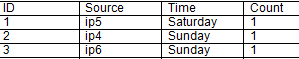 ID Source Time Count
1 ip5 Saturday 1
2 ip4 Sunday 1
3 ip6 Sunday 1